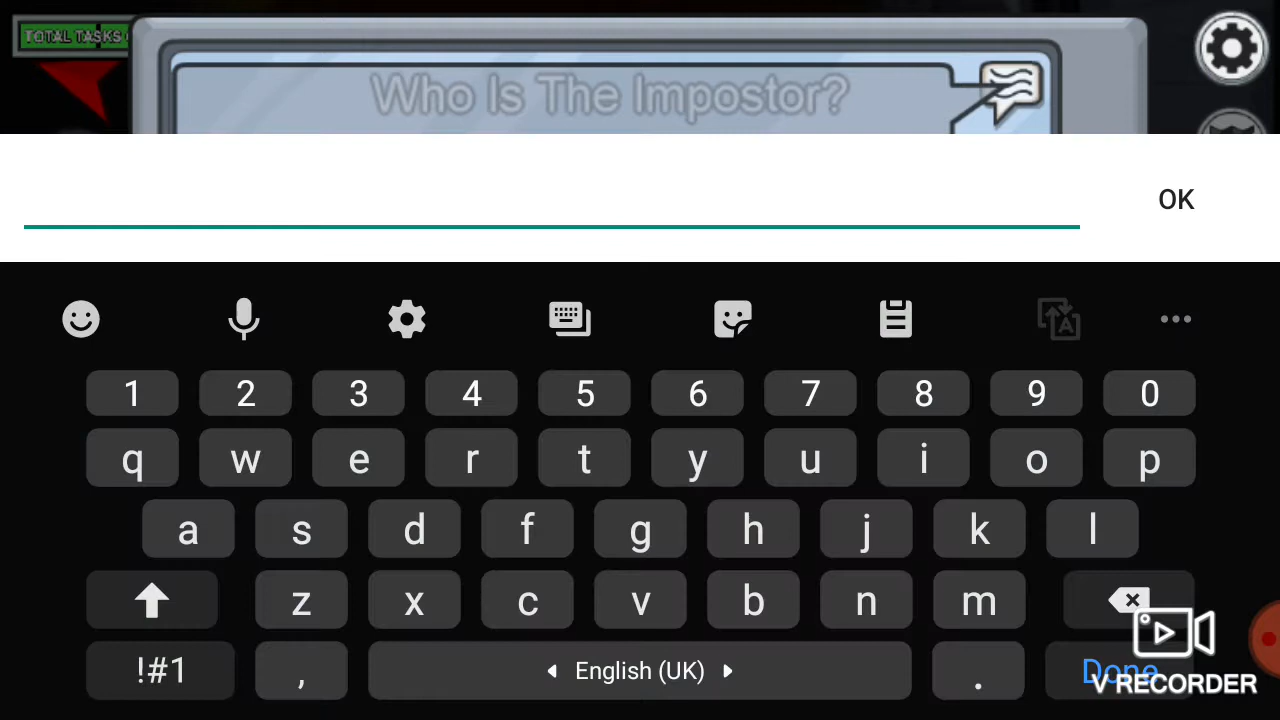 TOTAL TASKS
Who Is The Impostor?
OK
1 2 3 4 5 6 7 8 9 0
q w e r t y u i o p
a s d f g h j k l
z x c v b n m
!#1 , English (UK) . Done
V RECORDER